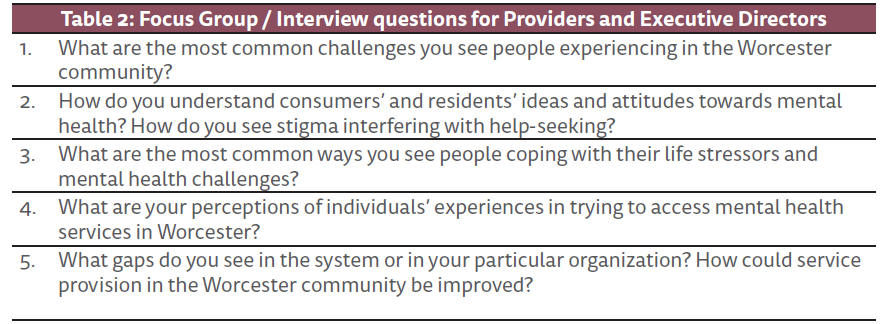 Table 2: Focus Group / Interview questions for Providers and Executive Directors
1. What are the most common challenges you see people experiencing in the Worcester
community?
2. How do you understand consumers’ and residents’ ideas and attitudes towards mental
health? How do you see stigma interfering with help-seeking?
3. What are the most common ways you see people coping with their life stressors and
mental health challenges?
4. What are your perceptions of individuals’ experiences in trying to access mental health
services in Worcester?
5. What gaps do you see in the system or in your particular organization? How could service
provision in the Worcester community be improved?